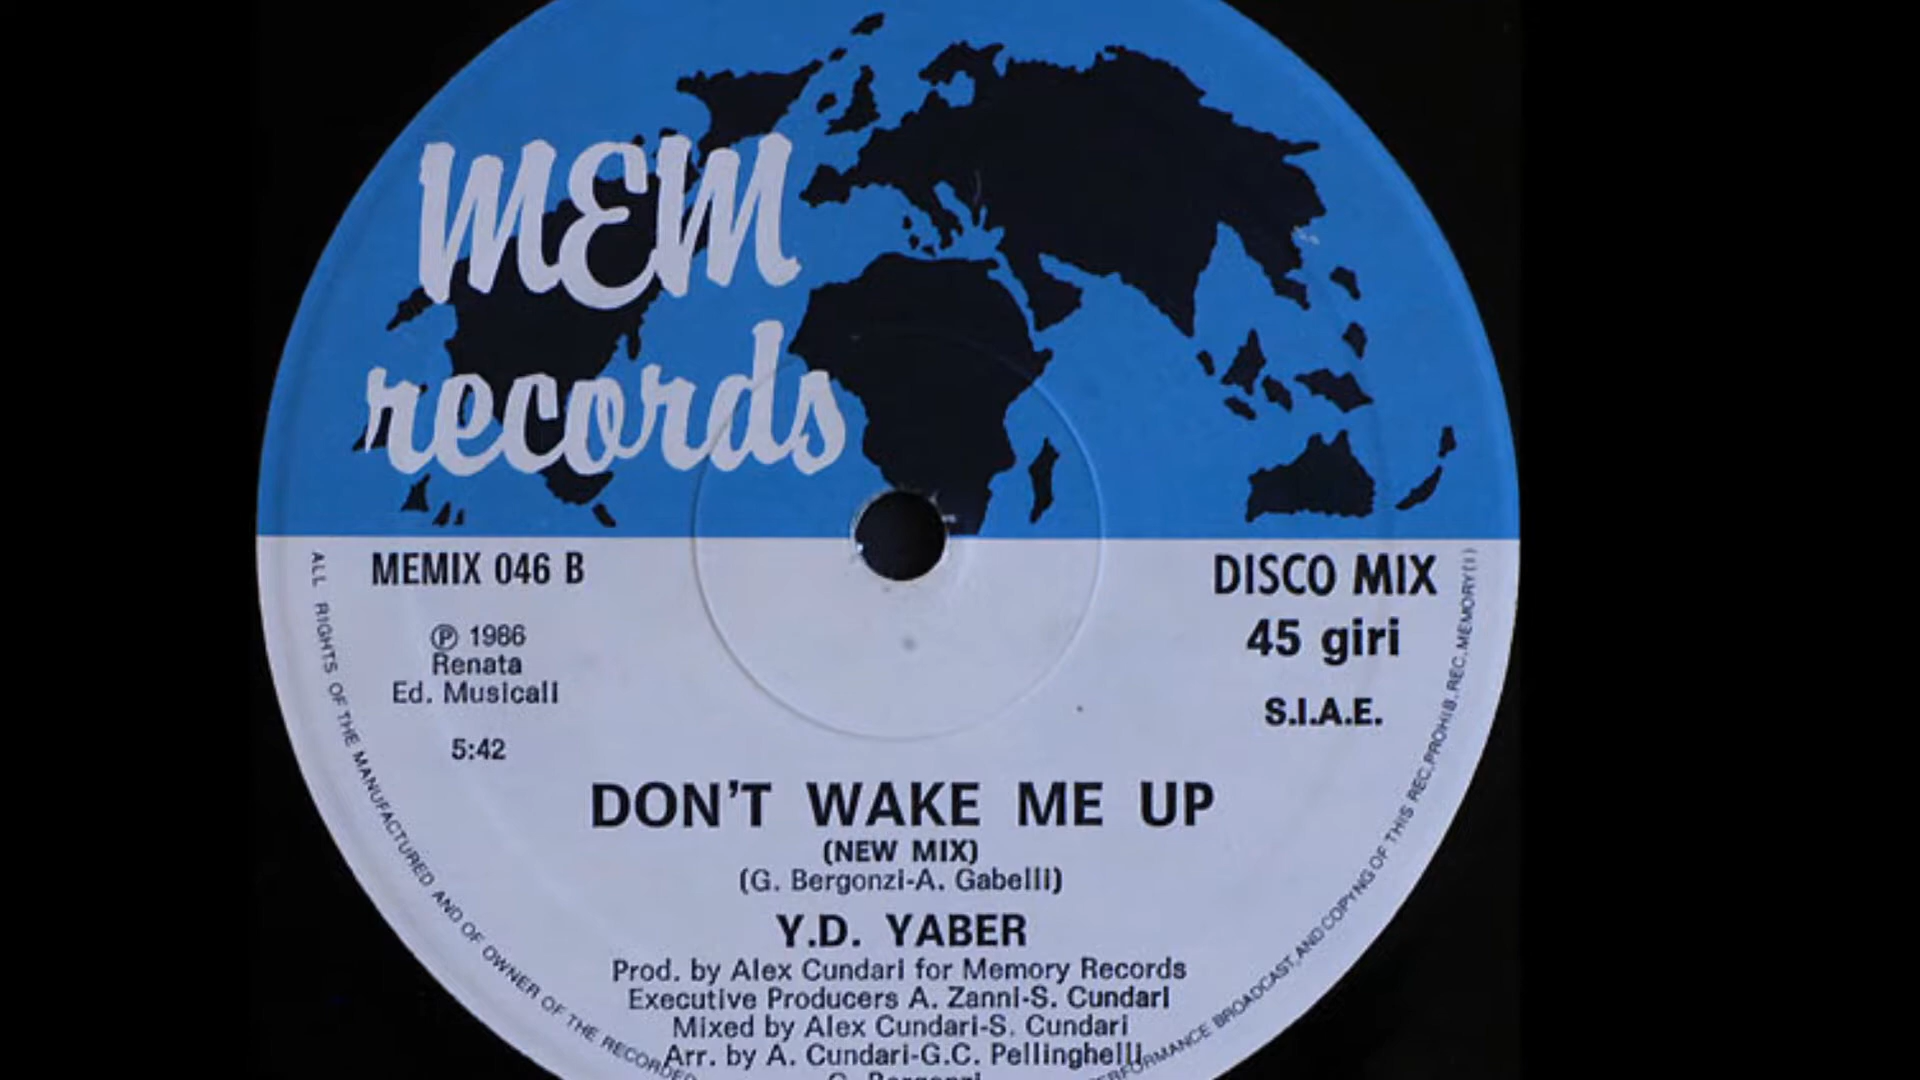 MEM
records
MEMIX 046 B
DISCO MIX
℗ 1986
45 giri
Renata
Ed. Musicali
S.I.A.E.
5:42
DON'T WAKE ME UP
(NEW MIX)
(G. Bergonzi-A. Gabelli)
Y.D. YABER
Prod. by Alex Cundari for Memory Records
Executive Producers A. Zanni-S. Cundari
Mixed by Alex Cundari-S. Cundari
Arr. by A. Cundari-G.C. Pellinghelli
G. Bergonzi
ALL RIGHTS OF THE MANUFACTURED AND OF OWNER OF THE RECORDED
PERFORMANCE BROADCAST, AND COPYNG OF THIS REC. PROHIB. REC. MEMORY (I)